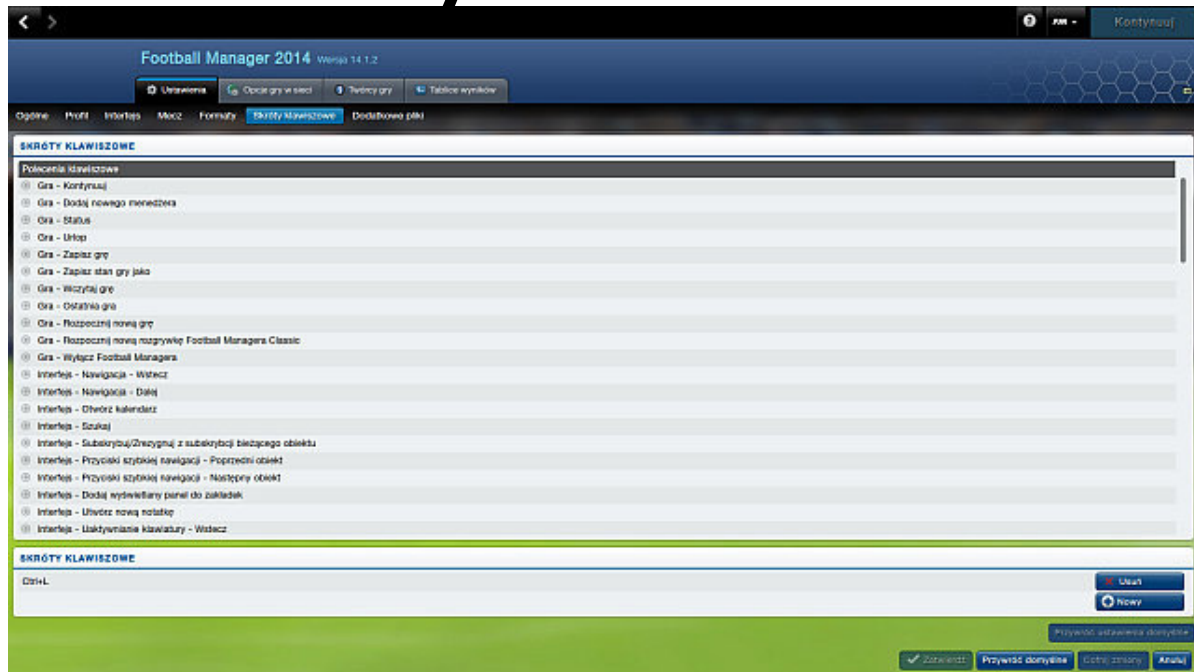 FM -
Kontynuuj
Football Manager 2014 Wersja 14.1.2
Ustawienia Opcje gry w sieci Twórcy gry Tablice wyników
Ogólne Profil Interfejs Mecz Formaty Skróty klawiszowe Dodatkowe pliki
SKRÓTY KLAWISZOWE
Polecenia klawiszowe
Gra - Kontynuuj
Gra - Dodaj nowego menedżera
Gra - Status
Gra - Urlop
Gra - Zapisz grę
Gra - Zapisz stan gry jako
Gra - Wczytaj grę
Gra - Ostatnia gra
Gra - Rozpocznij nową grę
Gra - Rozpocznij nową rozgrywkę Football Managera Classic
Gra - Wyłącz Football Managera
Interfejs - Nawigacja - Wstecz
Interfejs - Nawigacja - Dalej
Interfejs - Otwórz kalendarz
Interfejs - Szukaj
Interfejs - Subskrybuj/Zrezygnuj z subskrybcji bieżącego obiektu
Interfejs - Przyciski szybkiej nawigacji - Poprzedni obiekt
Interfejs - Przyciski szybkiej nawigacji - Następny obiekt
Interfejs - Dodaj wyświetlany panel do zakładek
Interfejs - Utwórz nową notatkę
Interfejs - Uaktywnianie klawiatury - Wstecz
SKRÓTY KLAWISZOWE
Ctrl+L
Usuń
Nowy
Przywróć ustawienia domyślne
Zatwierdź Przywróć domyślne Cofnij zmiany Anuluj